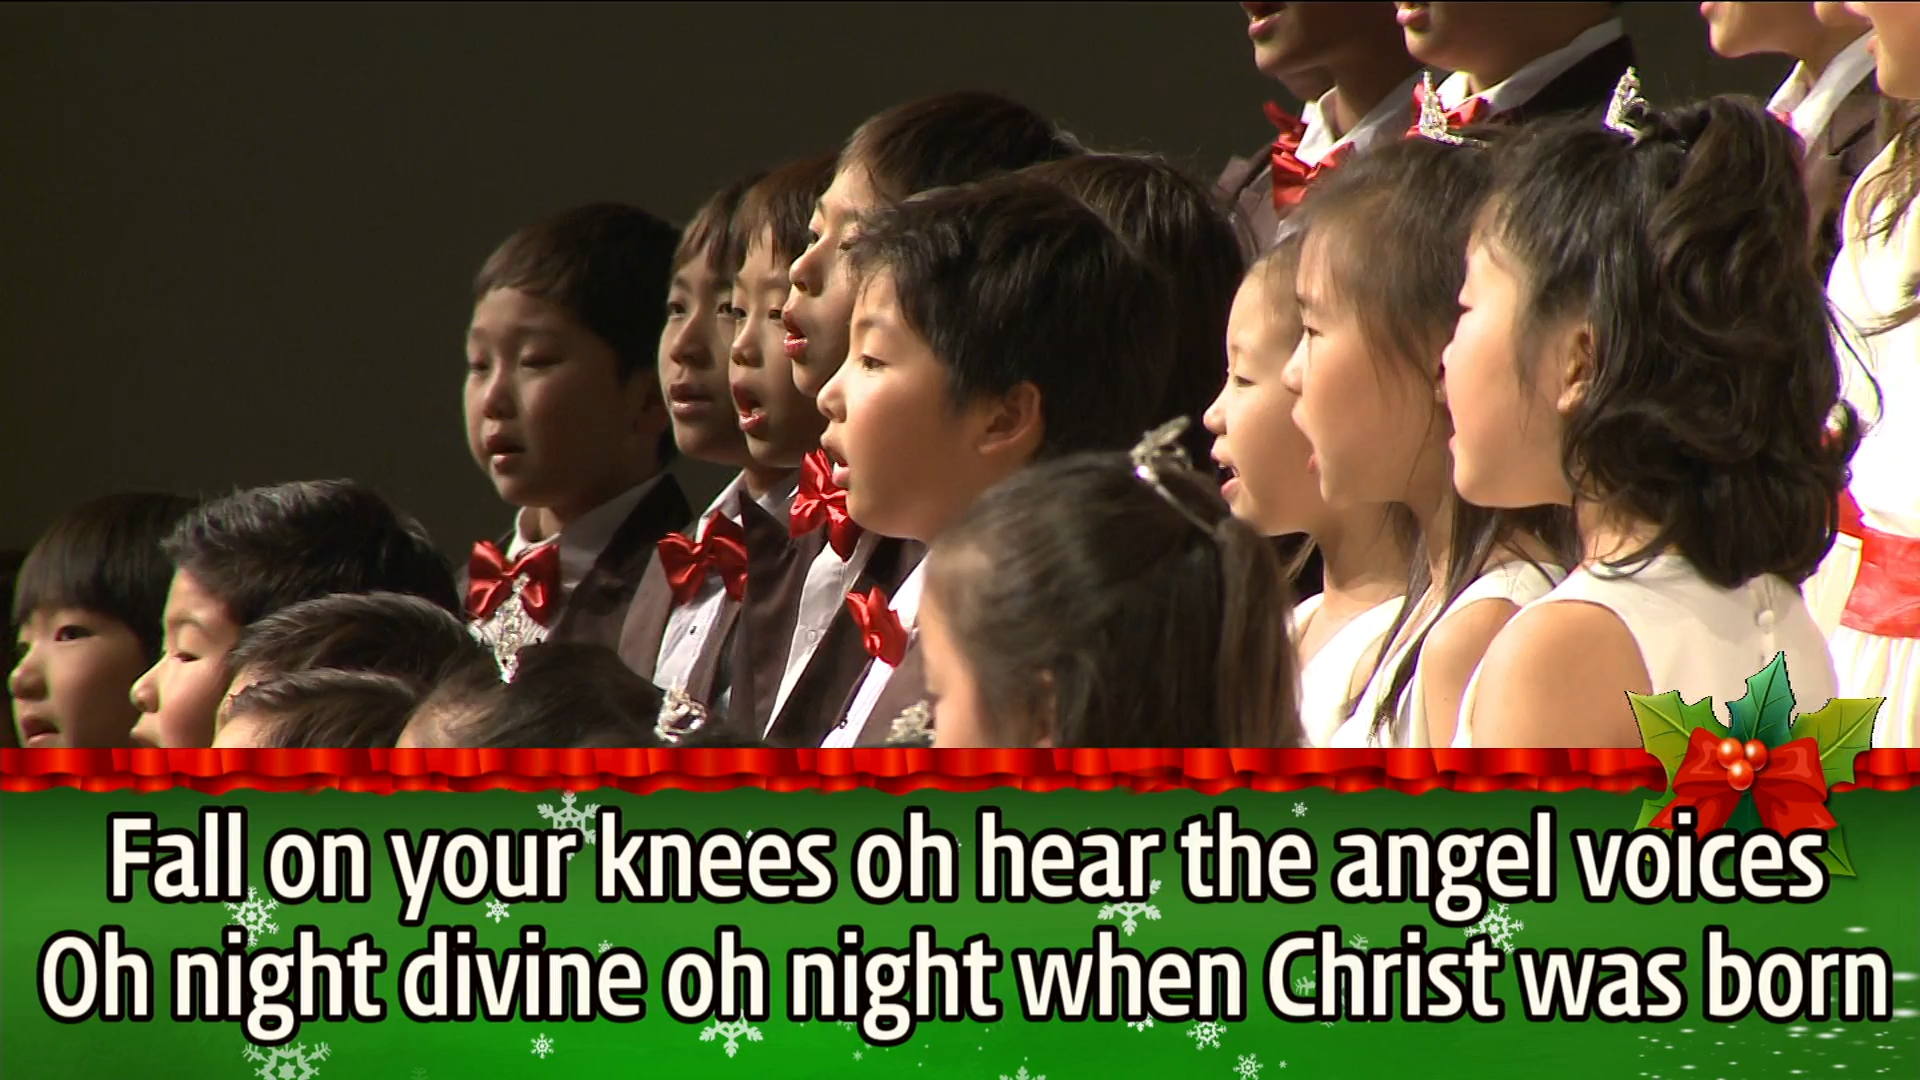 Fall on your knees oh hear the angel voices
Oh night divine oh night when Christ was born